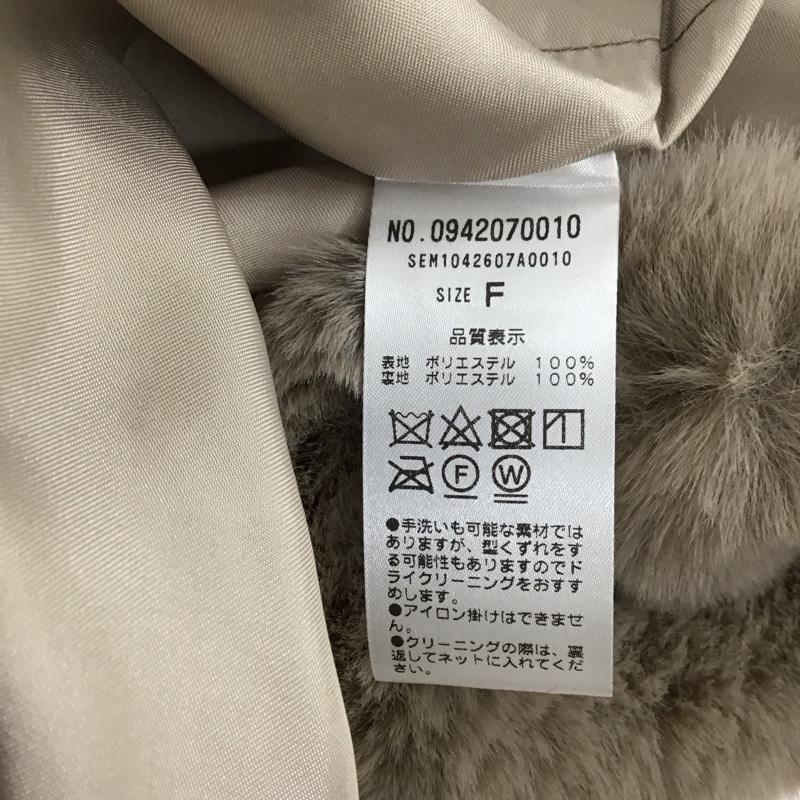 NO.0942070010
SEM1042607A0010
SIZE F
品質表示
表地 ポリエステル 100%
裏地 ポリエステル 100%
F W
●手洗いも可能な素材では
ありますが、型くずれをす
る可能性もありますのでド
ライクリーニングをおすす
めします。
●アイロン掛けはできませ
ん。
●クリーニングの際は、裏
返してネットに入れてくだ
さい。